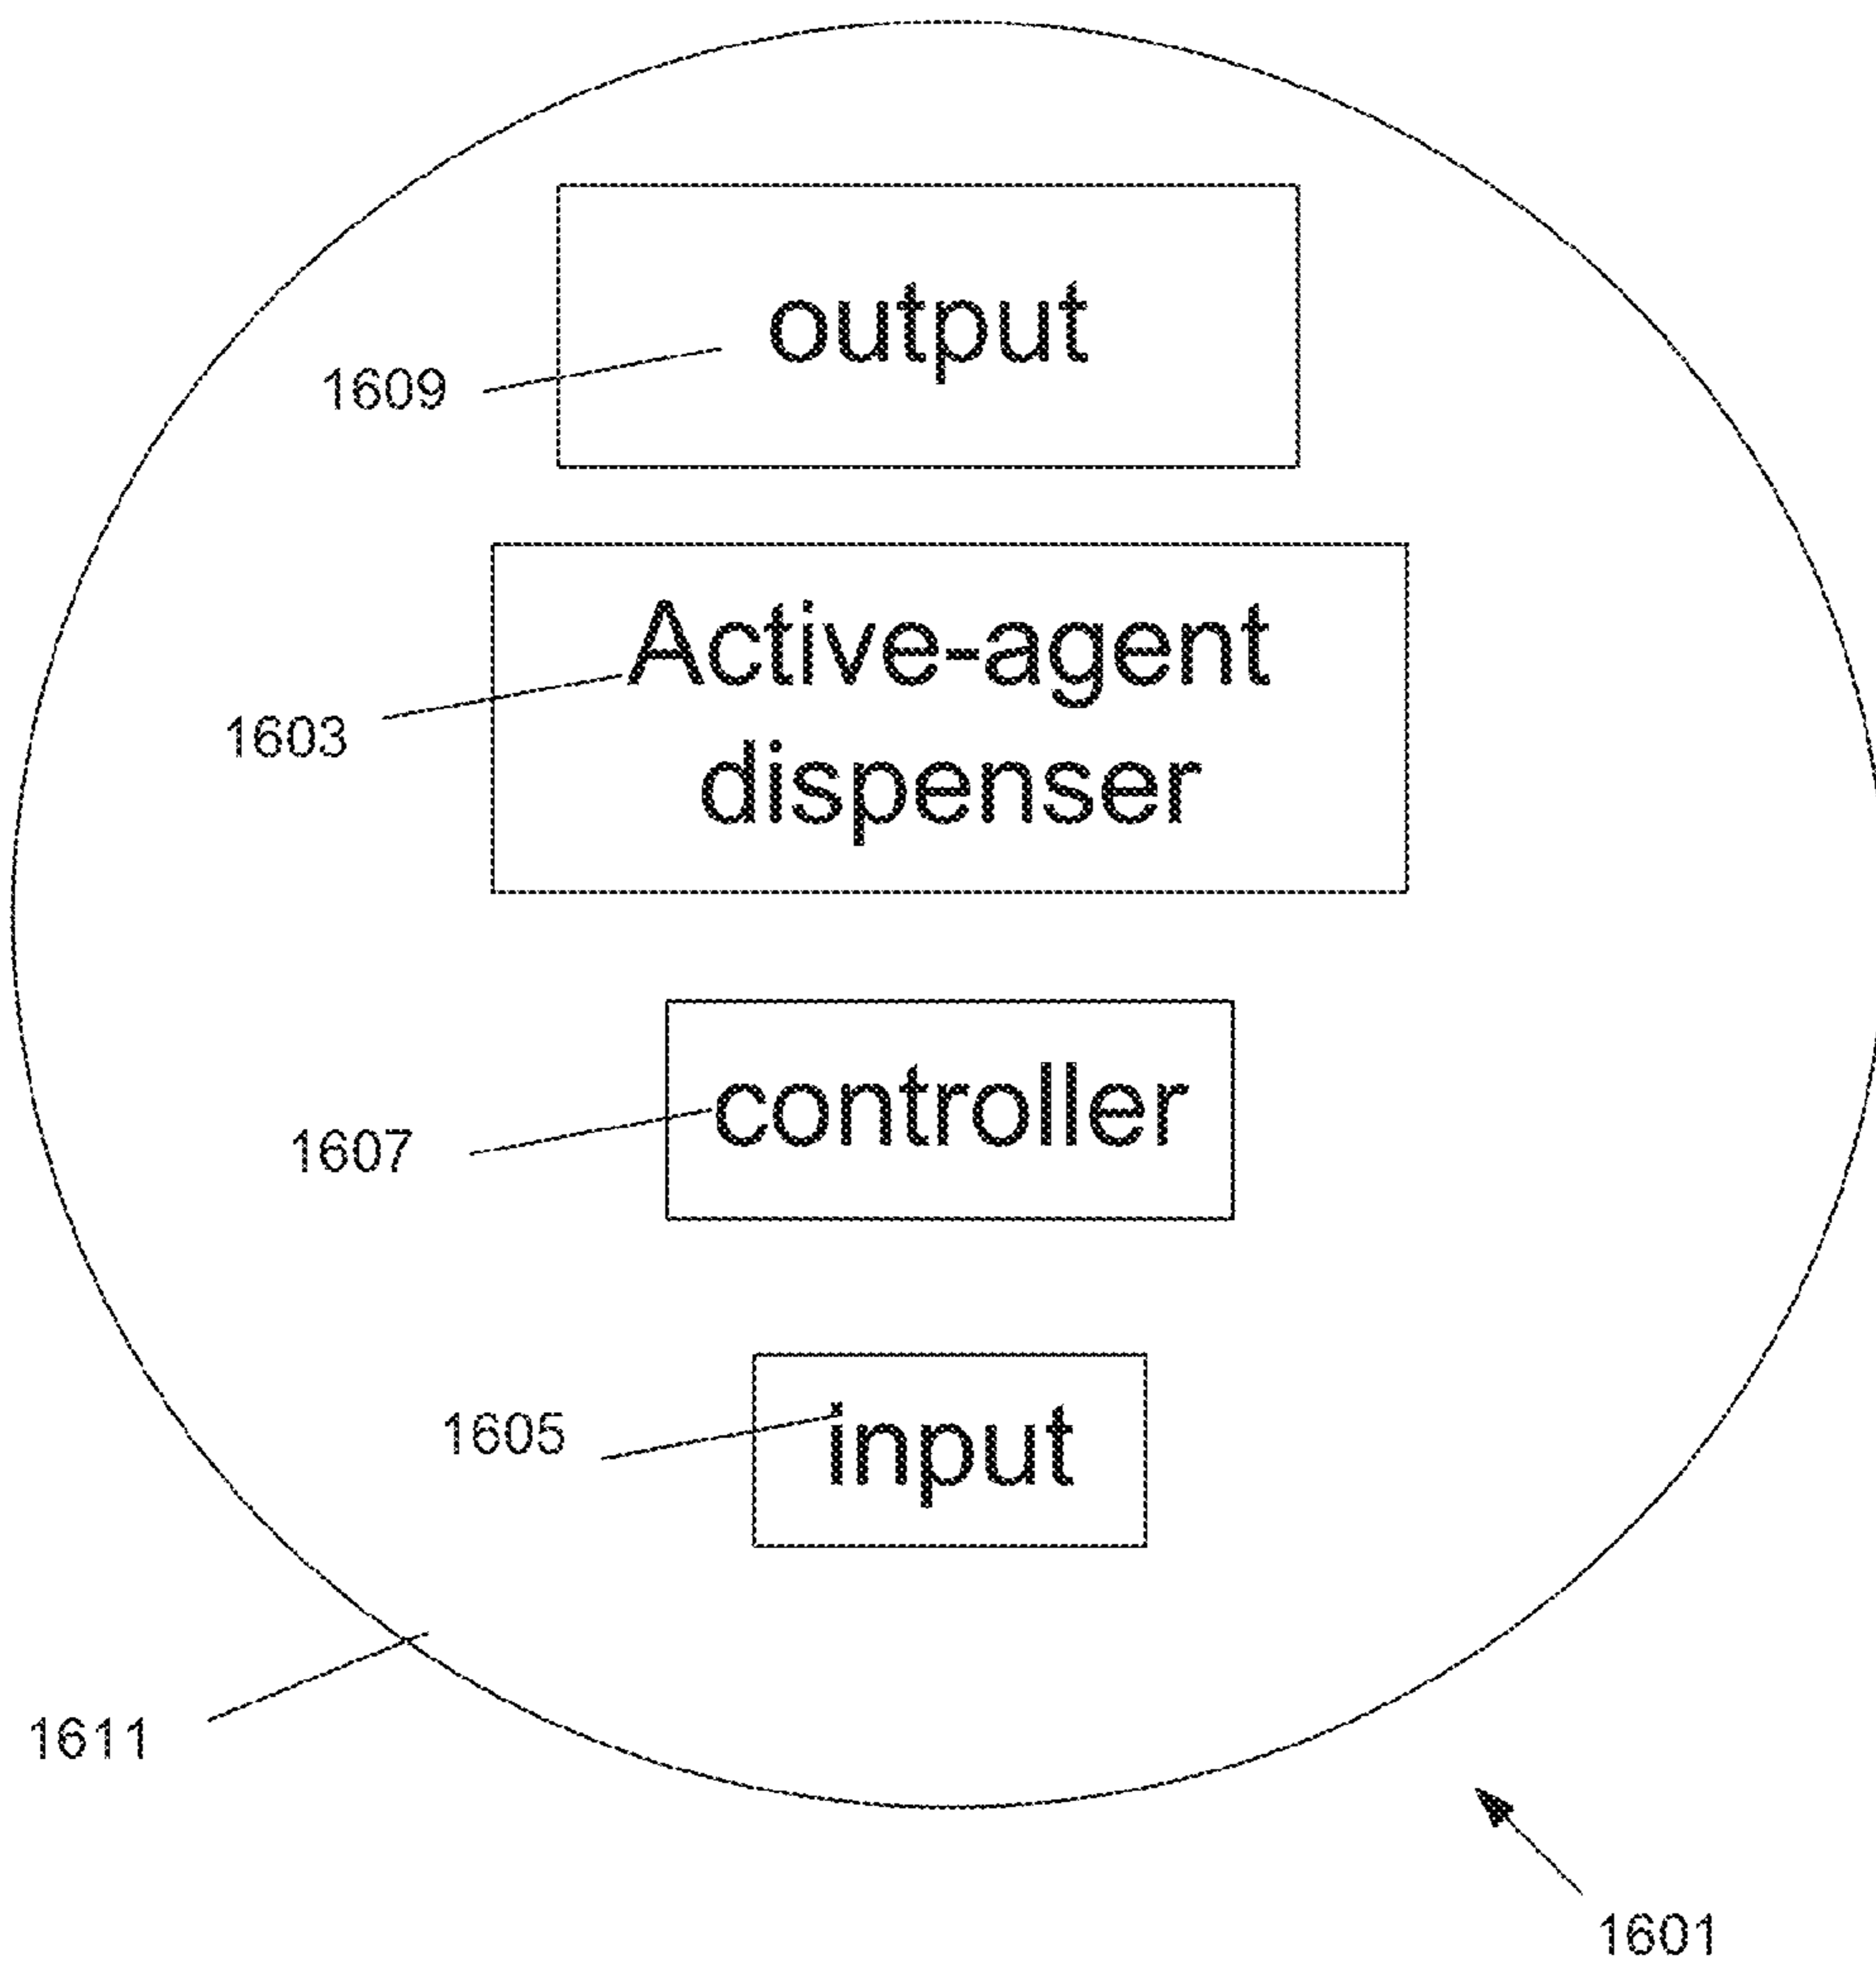 output
1609
Active-agent
1603
dispenser
controller
1607
1605
input
1611
1601